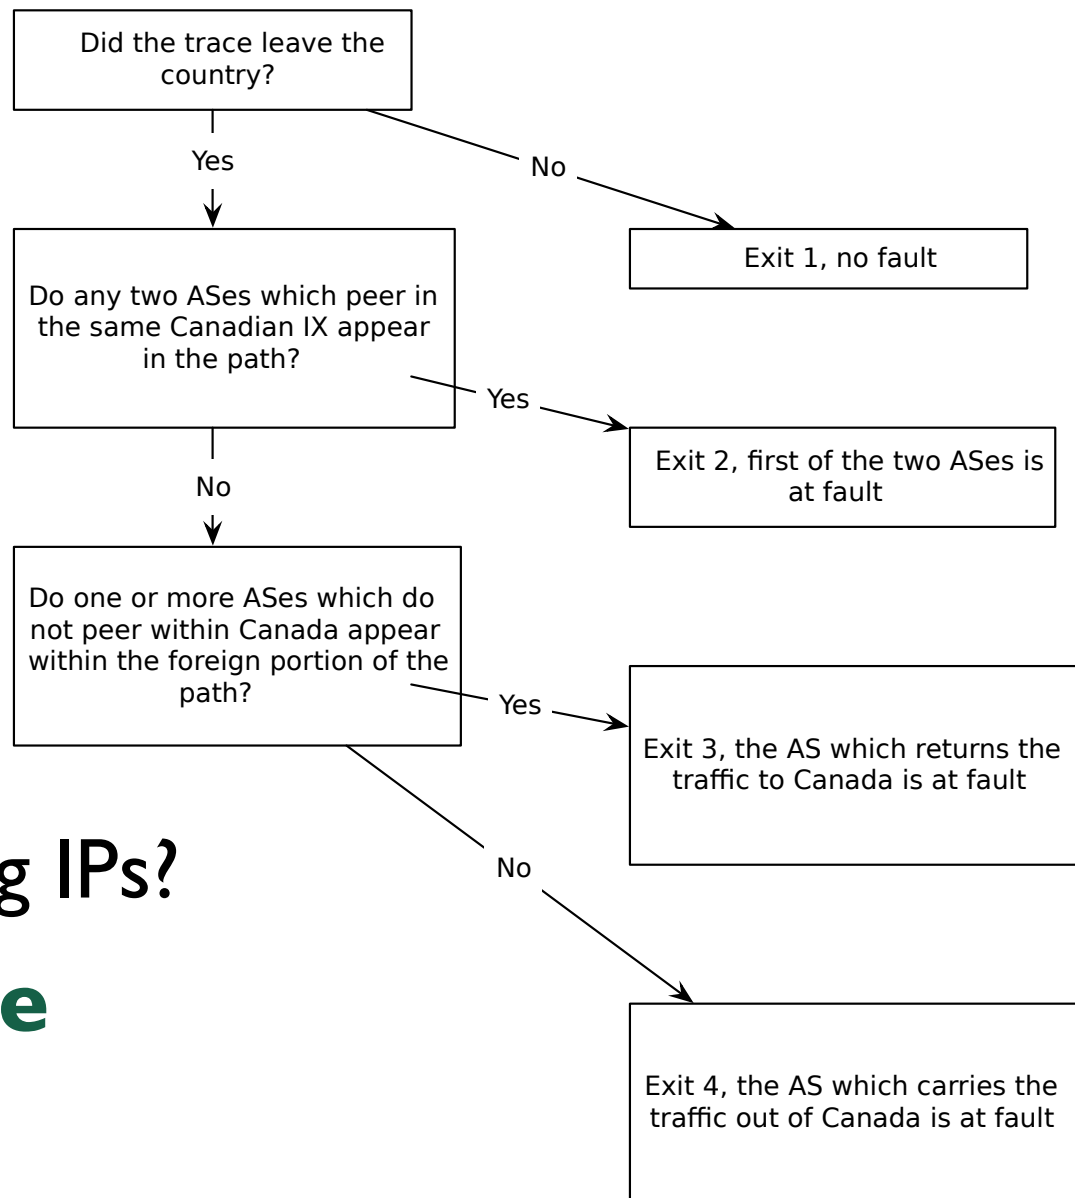 Did the trace leave the
country?
Yes
No
Exit 1, no fault
Do any two ASes which peer in
the same Canadian IX appear
in the path?
Yes
Exit 2, first of the two ASes is
at fault
No
Do one or more ASes which do
not peer within Canada appear
within the foreign portion of the
path?
Yes
Exit 3, the AS which returns the
traffic to Canada is at fault
g IPs?
No
e
Exit 4, the AS which carries the
traffic out of Canada is at fault